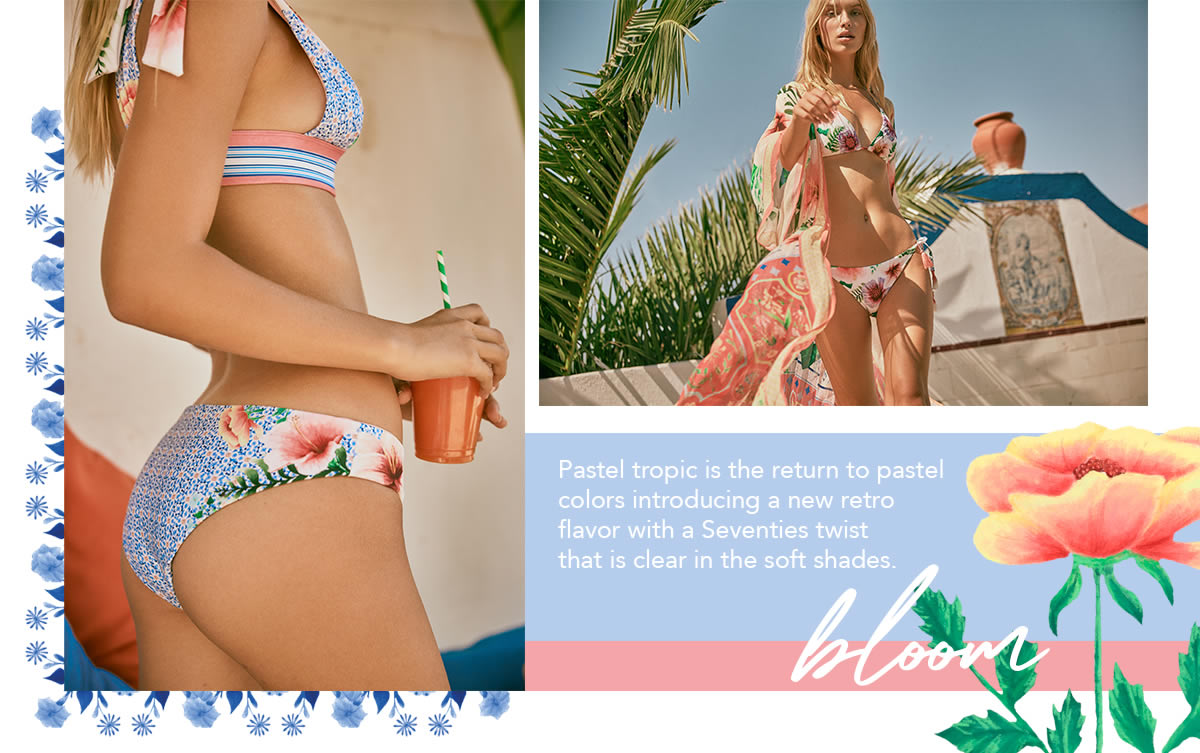 Pastel tropic is the return to pastel
colors introducing a new retro
flavor with a Seventies twist
that is clear in the soft shades.
bloom